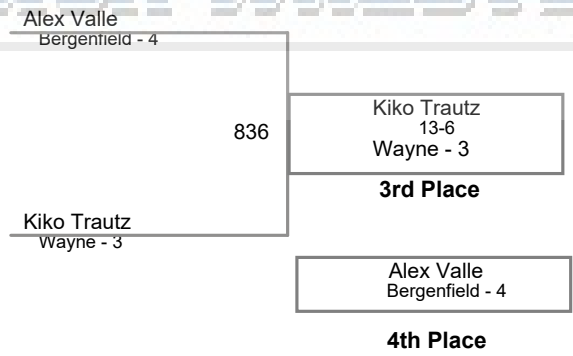 Alex Valle
Bergenfield - 4
836
Kiko Trautz
13-6
Wayne - 3
3rd Place
Kiko Trautz
Wayne - 3
Alex Valle
Bergenfield - 4
4th Place